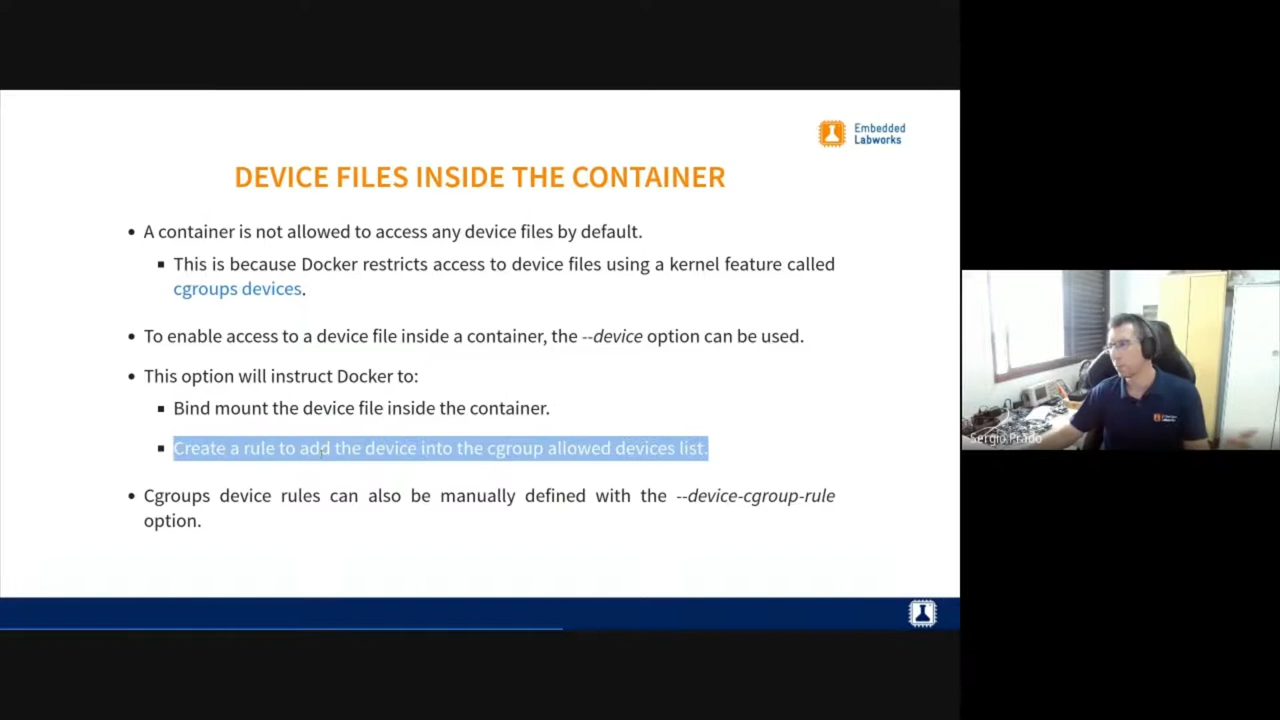 Embedded
Labworks
DEVICE FILES INSIDE THE CONTAINER
• A container is not allowed to access any device files by default.
▪ This is because Docker restricts access to device files using a kernel feature called
cgroups devices.
• To enable access to a device file inside a container, the --device option can be used.
• This option will instruct Docker to:
▪ Bind mount the device file inside the container.
▪ Create a rule to add the device into the cgroup allowed devices list.
• Cgroups device rules can also be manually defined with the --device-cgroup-rule
option.
Sergio Prado